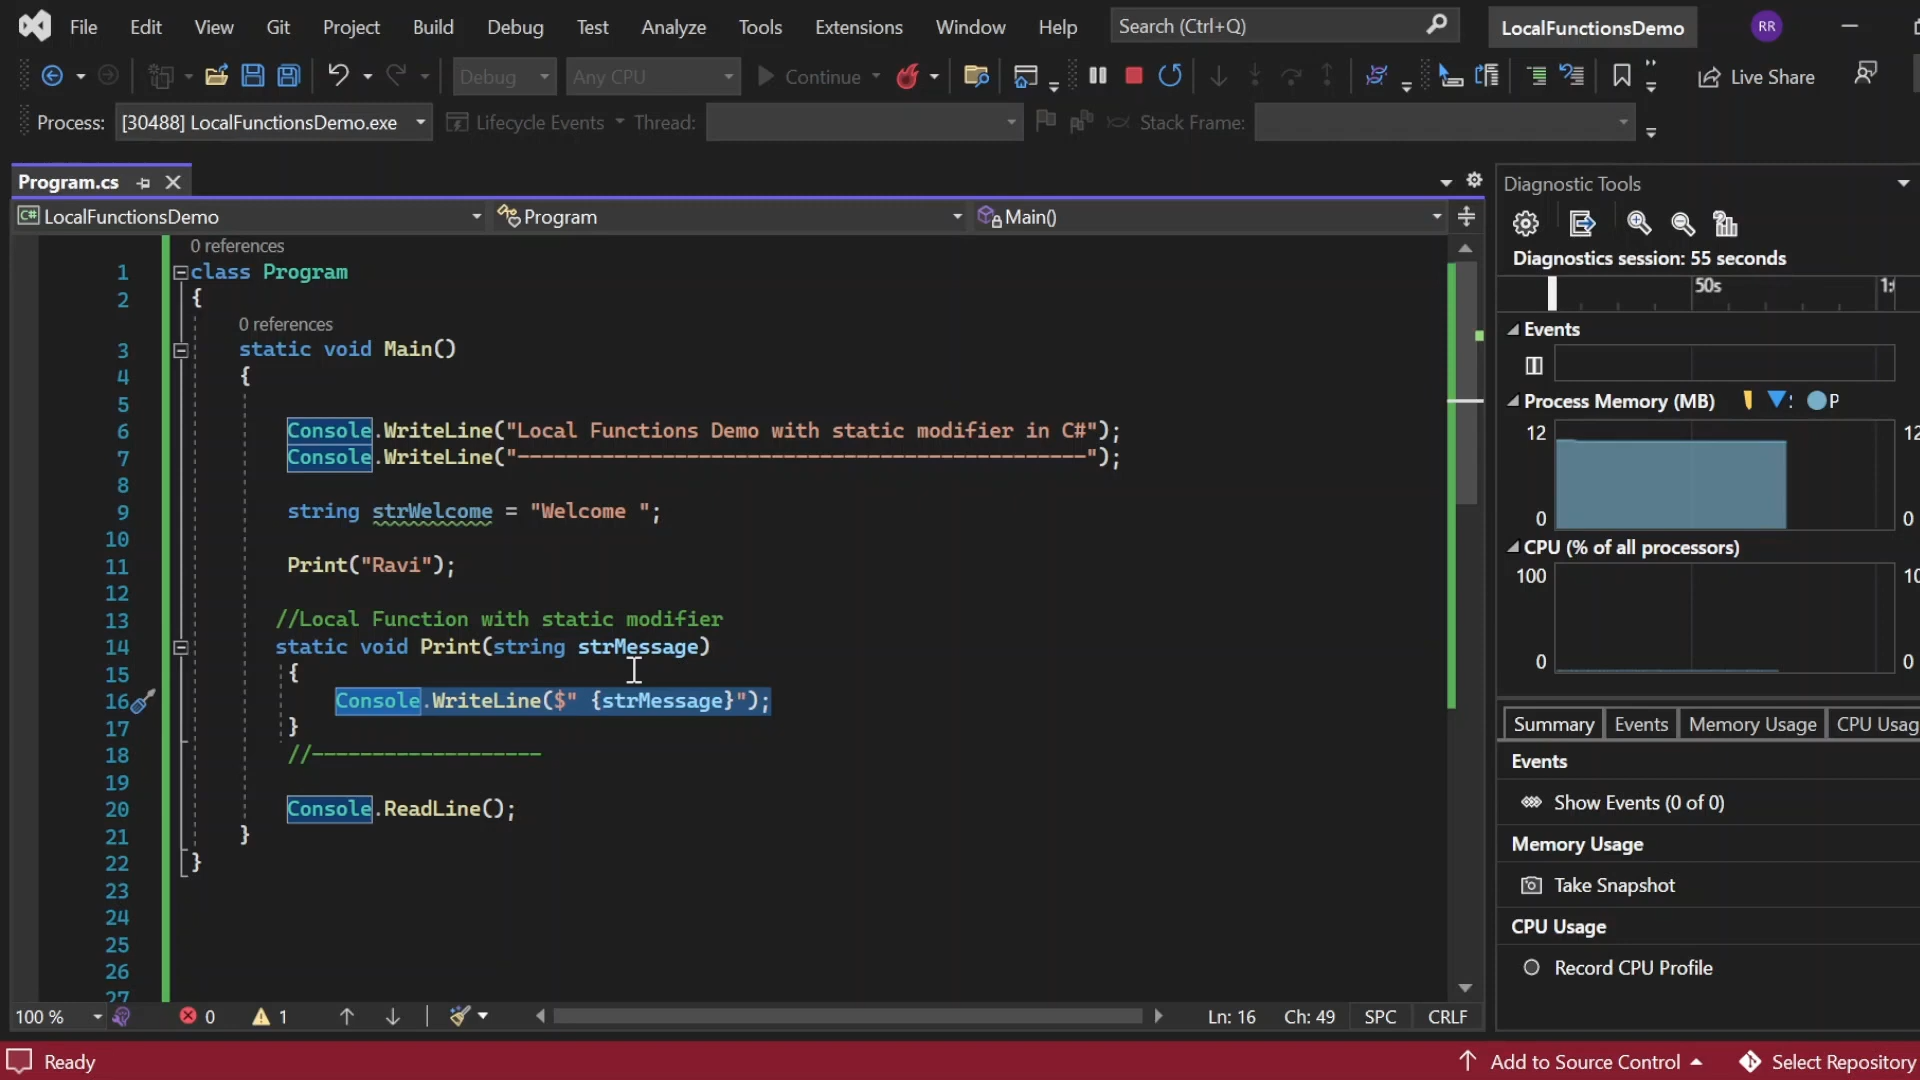 File Edit View Git Project Build Debug Test Analyze Tools Extensions Window Help Search (Ctrl+Q) LocalFunctionsDemo RR
Debug Any CPU Continue Live Share
Process: [30488] LocalFunctionsDemo.exe Lifecycle Events Thread: Stack Frame:
Program.cs
LocalFunctionsDemo Program Main()
0 references
1 class Program
2 {
0 references
3 static void Main()
4 {
5
6 Console.WriteLine("Local Functions Demo with static modifier in C#");
7 Console.WriteLine("-----------------------------------------------");
8
9 string strWelcome = "Welcome ";
10
11 Print("Ravi");
12
13 //Local Function with static modifier
14 static void Print(string strMessage)
15 {
16 Console.WriteLine($" {strMessage}");
17 }
18 //-------------------
19
20 Console.ReadLine();
21 }
22 }
23
24
25
26
27
100 % 0 1 Ln: 16 Ch: 49 SPC CRLF
Diagnostic Tools
Diagnostics session: 55 seconds
50s
Events
Process Memory (MB) P
12 12
0 0
CPU (% of all processors)
100 10
0 0
Summary Events Memory Usage CPU Usag
Events
Show Events (0 of 0)
Memory Usage
Take Snapshot
CPU Usage
Record CPU Profile
Ready Add to Source Control Select Repository